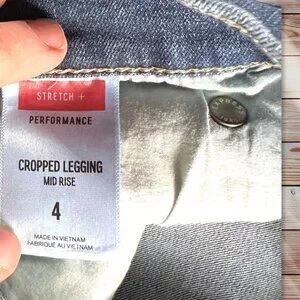 STRETCH +
PERFORMANCE
CROPPED LEGGING
MID RISE
4
MADE IN VIETNAM
FABRIQUÉ AU VIETNAM